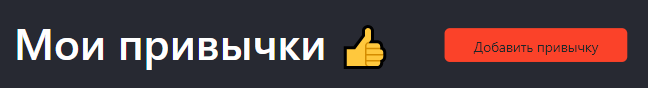 Мои привычки 👍
Добавить привычку